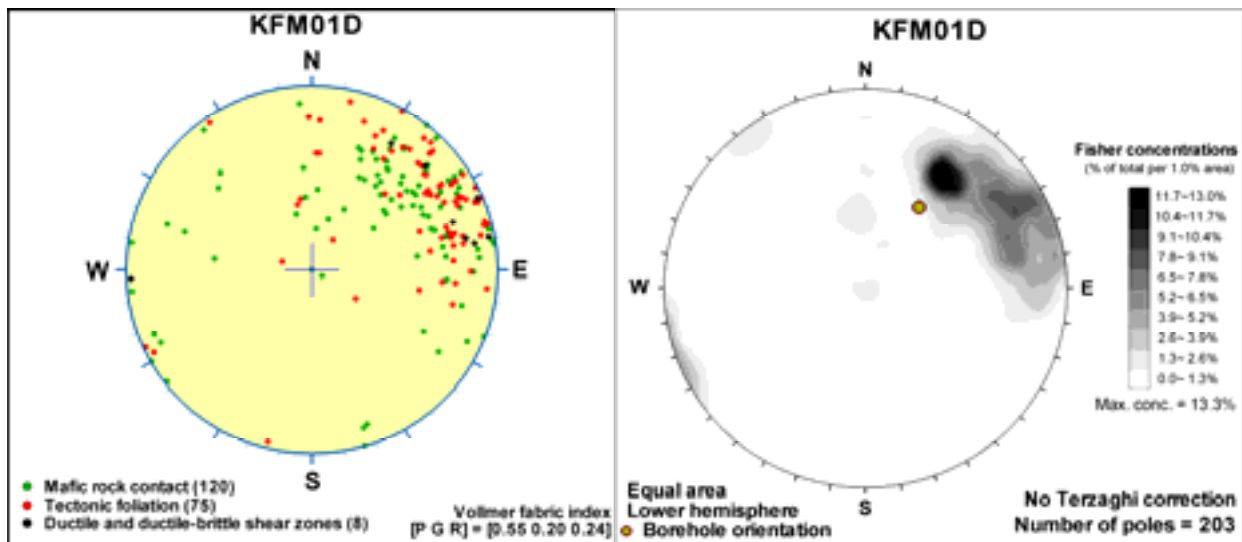 KFM01D
N
W
E
S
Mafic rock contact (120)
Tectonic foliation (75)
Ductile and ductile-brittle shear zones (8)
Vollmer fabric index
[P G R] = [0.55 0.20 0.24]
KFM01D
N
W
E
S
Fisher concentrations
(% of total per 1.0% area)
11.7~13.0%
10.4~11.7%
9.1~10.4%
7.8~ 9.1%
6.5~ 7.8%
5.2~ 6.5%
3.9~ 5.2%
2.6~ 3.9%
1.3~ 2.6%
0.0~ 1.3%
Max. conc. = 13.3%
Equal area
Lower hemisphere
Borehole orientation
No Terzaghi correction
Number of poles = 203